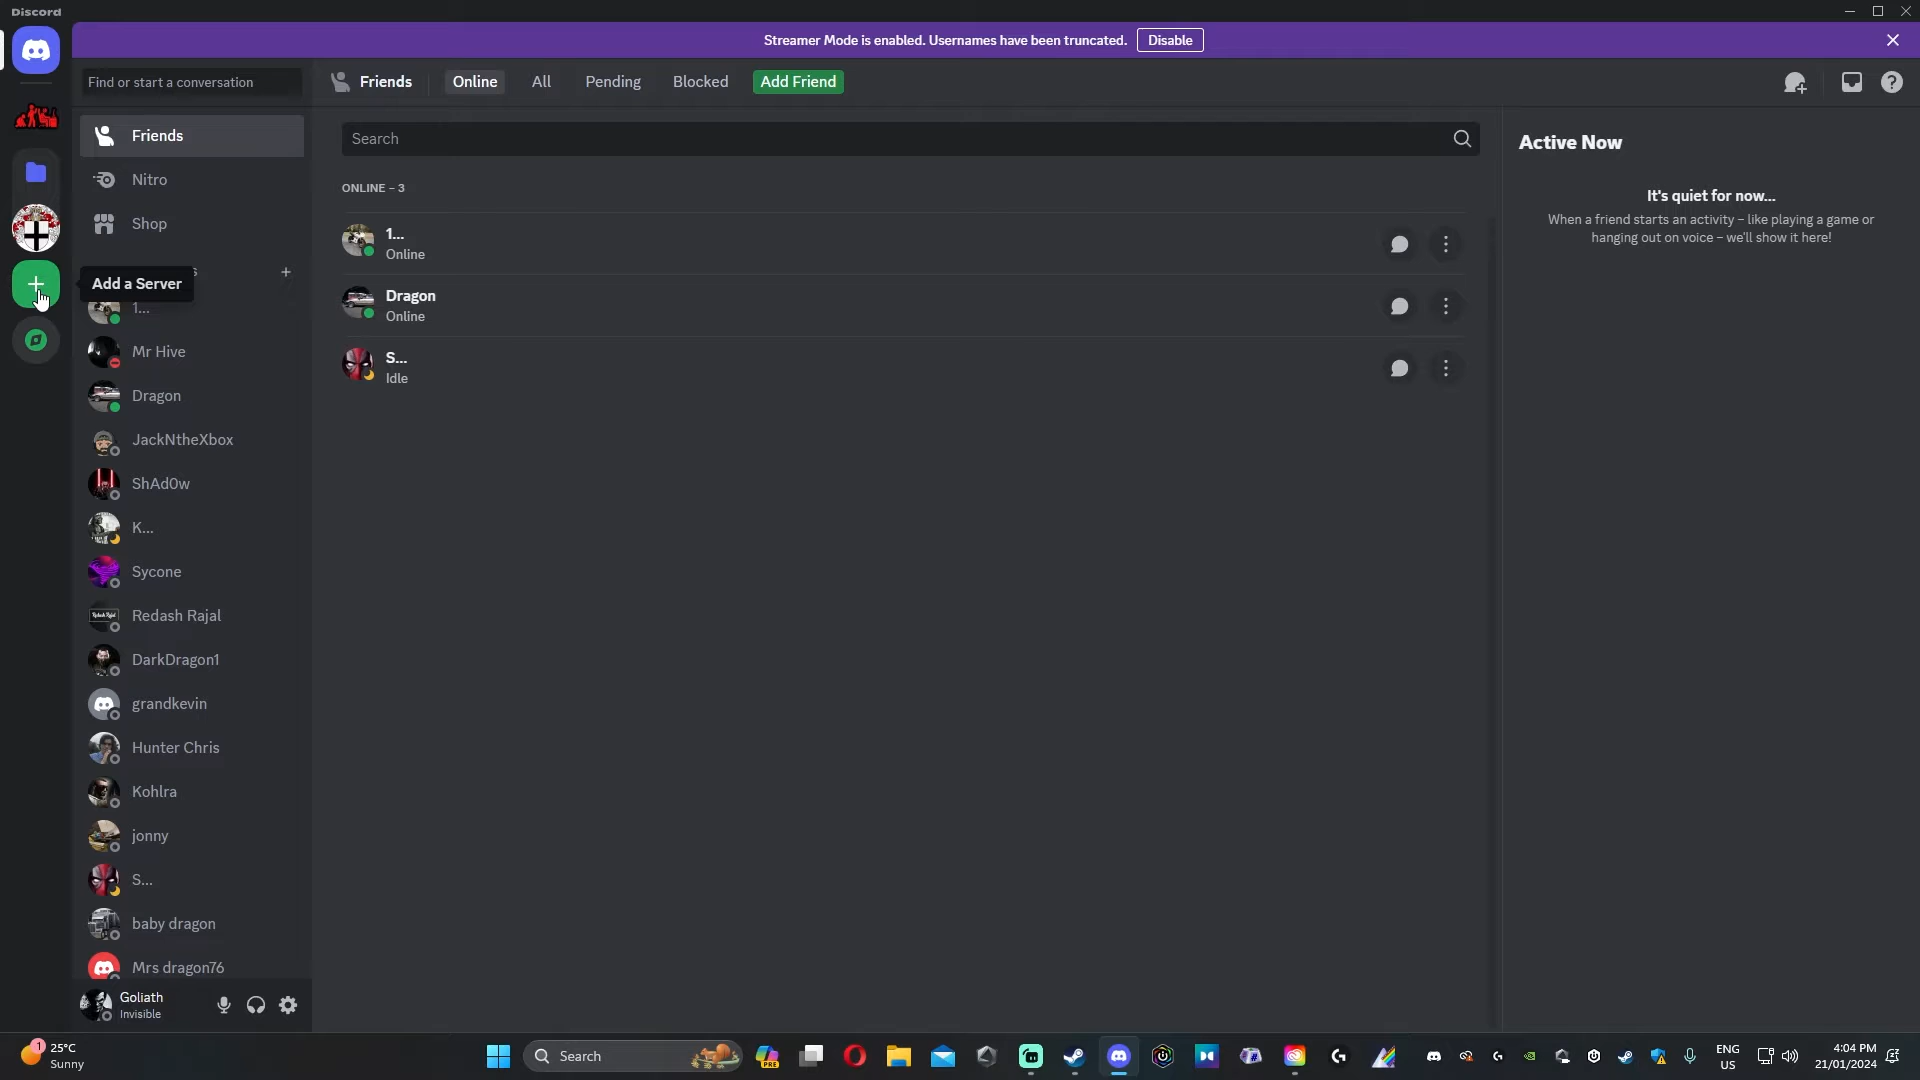 Discord
Streamer Mode is enabled. Usernames have been truncated.
Disable
Find or start a conversation
Friends
Online
All
Pending
Blocked
Add Friend
Friends
Nitro
Shop
Add a Server
s
1...
Mr Hive
Dragon
JackNtheXbox
ShAd0w
K...
Sycone
Redash Rajal
DarkDragon1
grandkevin
Hunter Chris
Kohlra
jonny
S...
baby dragon
Mrs dragon76
Goliath
Invisible
Search
ONLINE – 3
1...
Online
Dragon
Online
S...
Idle
Active Now
It's quiet for now...
When a friend starts an activity – like playing a game or
hanging out on voice – we'll show it here!
1
25°C
Sunny
Search
PRE
ENG
US
4:04 PM
21/01/2024